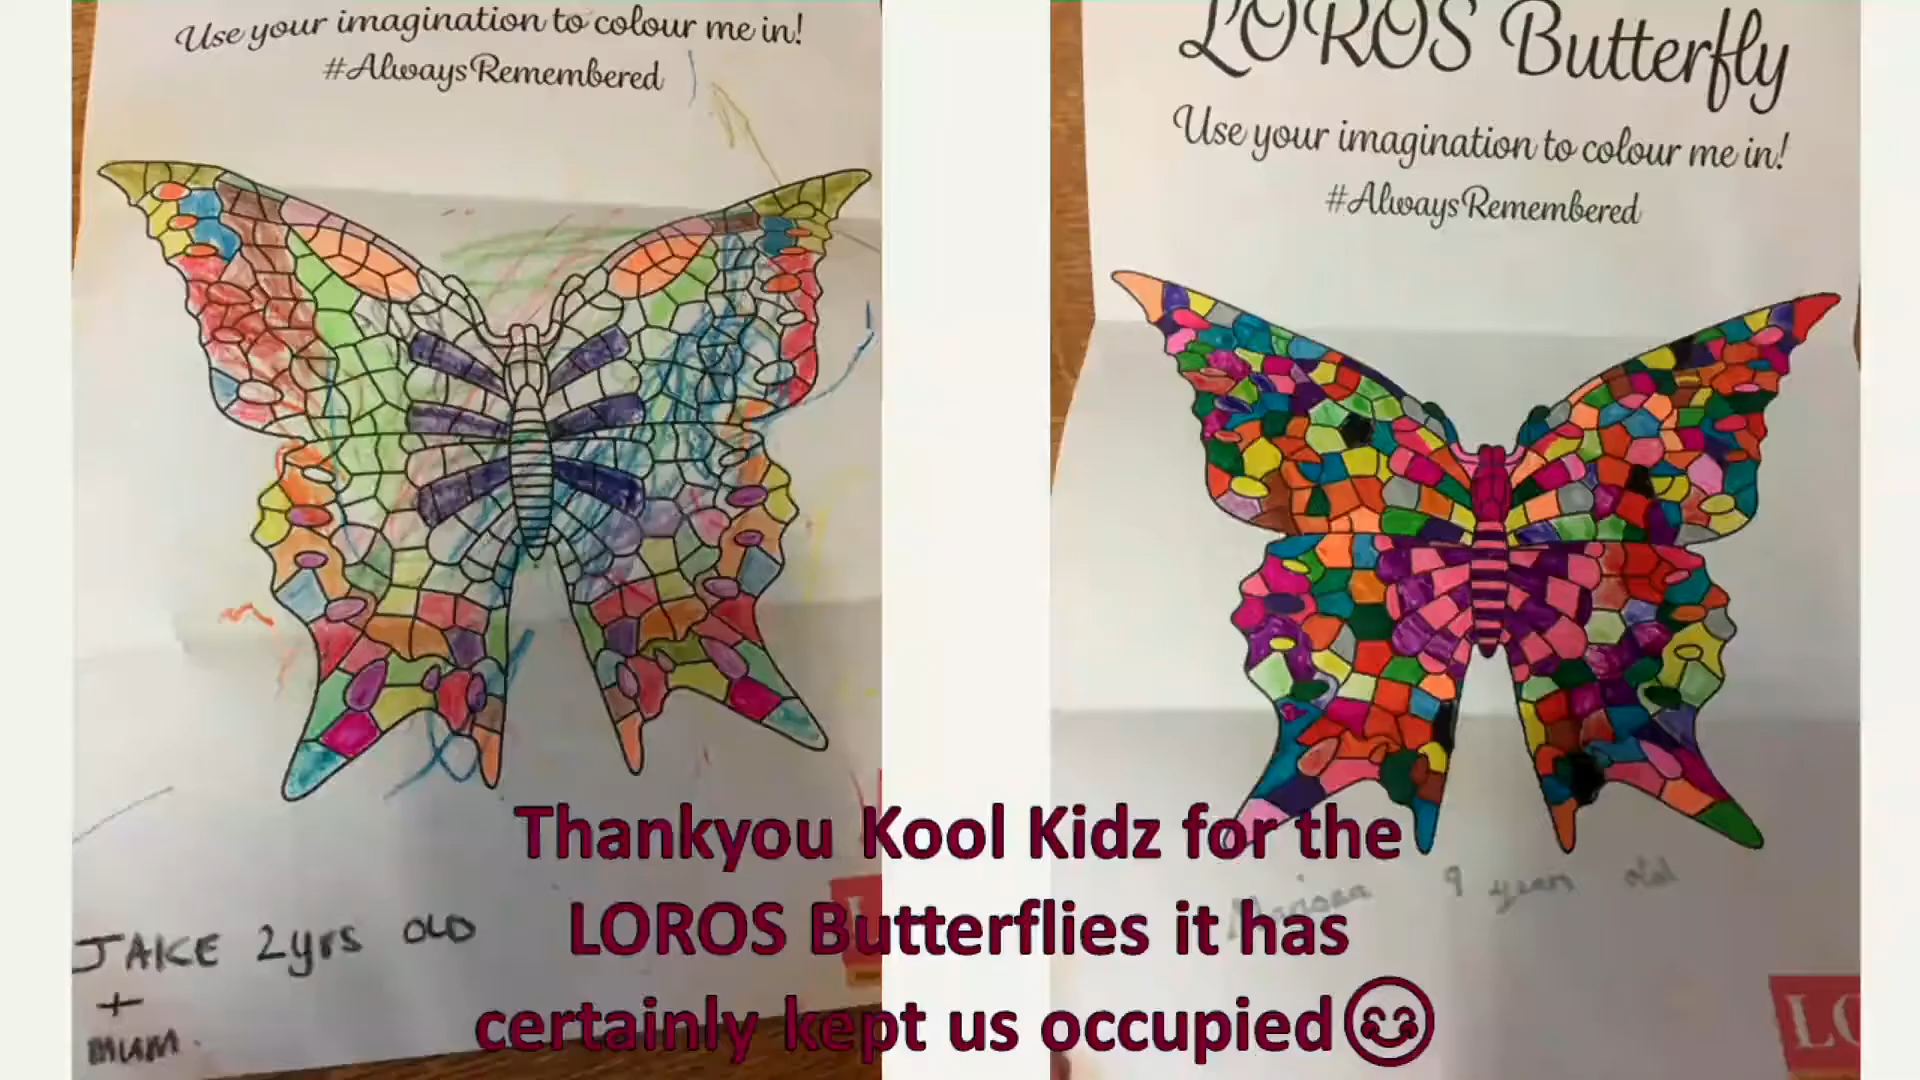 Use your imagination to colour me in!
#AlwaysRemembered
JAKE 2yrs OLD
+
MUM.
LOROS Butterfly
Use your imagination to colour me in!
#AlwaysRemembered
9 years old
Thankyou Kool Kidz for the
LOROS Butterflies it has
certainly kept us occupied😊